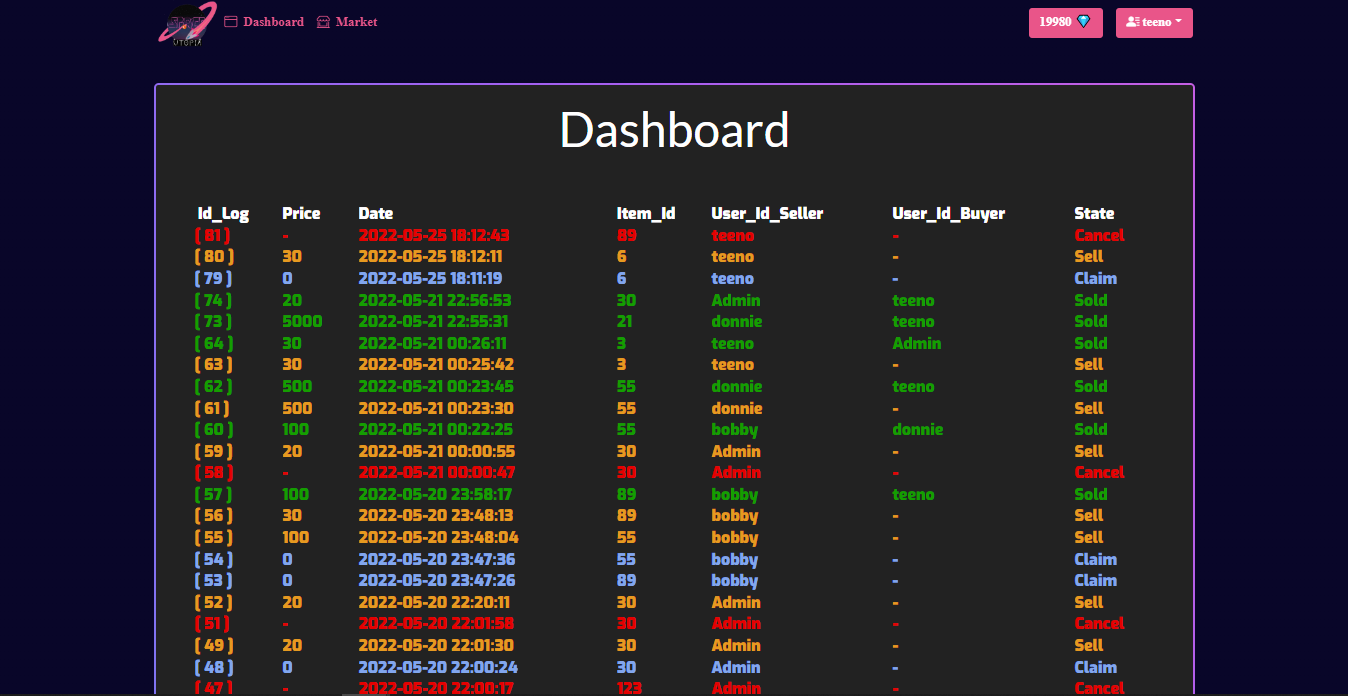 SPACE
UTOPIA
Dashboard Market 19980 teeno
Dashboard
Id_Log Price Date Item_Id User_Id_Seller User_Id_Buyer State
[ 81 ] - 2022-05-25 18:12:43 89 teeno - Cancel
[ 80 ] 30 2022-05-25 18:12:11 6 teeno - Sell
[ 79 ] 0 2022-05-25 18:11:19 6 teeno - Claim
[ 74 ] 20 2022-05-21 22:56:53 30 Admin teeno Sold
[ 73 ] 5000 2022-05-21 22:55:31 21 donnie teeno Sold
[ 64 ] 30 2022-05-21 00:26:11 3 teeno Admin Sold
[ 63 ] 30 2022-05-21 00:25:42 3 teeno - Sell
[ 62 ] 500 2022-05-21 00:23:45 55 donnie teeno Sold
[ 61 ] 500 2022-05-21 00:23:30 55 donnie - Sell
[ 60 ] 100 2022-05-21 00:22:25 55 bobby donnie Sold
[ 59 ] 20 2022-05-21 00:00:55 30 Admin - Sell
[ 58 ] - 2022-05-21 00:00:47 30 Admin - Cancel
[ 57 ] 100 2022-05-20 23:58:17 89 bobby teeno Sold
[ 56 ] 30 2022-05-20 23:48:13 89 bobby - Sell
[ 55 ] 100 2022-05-20 23:48:04 55 bobby - Sell
[ 54 ] 0 2022-05-20 23:47:36 55 bobby - Claim
[ 53 ] 0 2022-05-20 23:47:26 89 bobby - Claim
[ 52 ] 20 2022-05-20 22:20:11 30 Admin - Sell
[ 51 ] - 2022-05-20 22:01:58 30 Admin - Cancel
[ 49 ] 20 2022-05-20 22:01:30 30 Admin - Sell
[ 48 ] 0 2022-05-20 22:00:24 30 Admin - Claim
[ 47 ] - 2022-05-20 22:00:17 123 Admin - Cancel